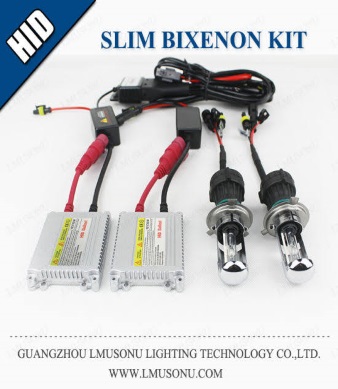 HID
SLIM BIXENON KIT
GUANGZHOU LMUSONU LIGHTING TECHNOLOGY CO.,LTD.
WWW.LMUSONU.COM